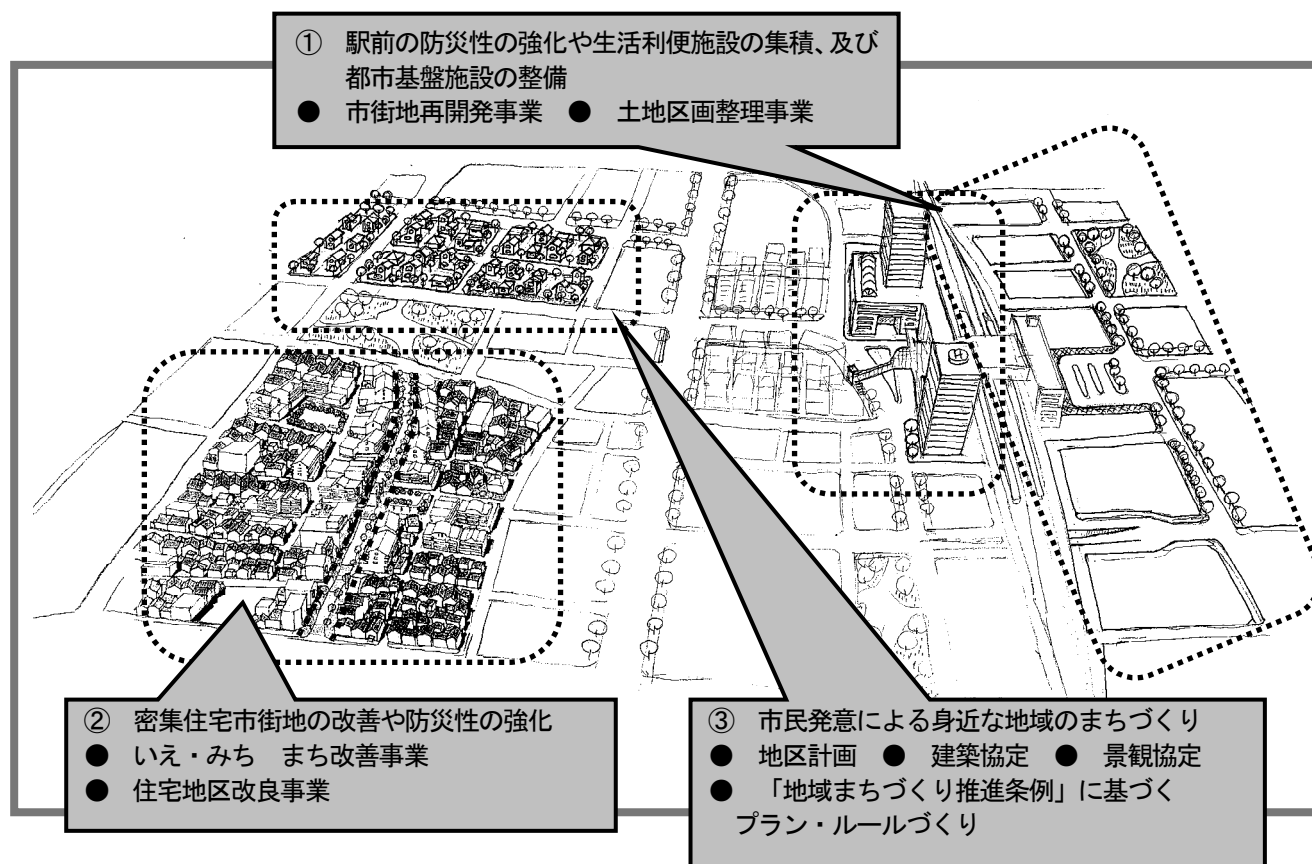 ① 駅前の防災性の強化や生活利便施設の集積、及び
都市基盤施設の整備
● 市街地再開発事業 ● 土地区画整理事業
② 密集住宅市街地の改善や防災性の強化
● いえ・みち まち改善事業
● 住宅地区改良事業
③ 市民発意による身近な地域のまちづくり
● 地区計画 ● 建築協定 ● 景観協定
● 「地域まちづくり推進条例」に基づく
プラン・ルールづくり
H